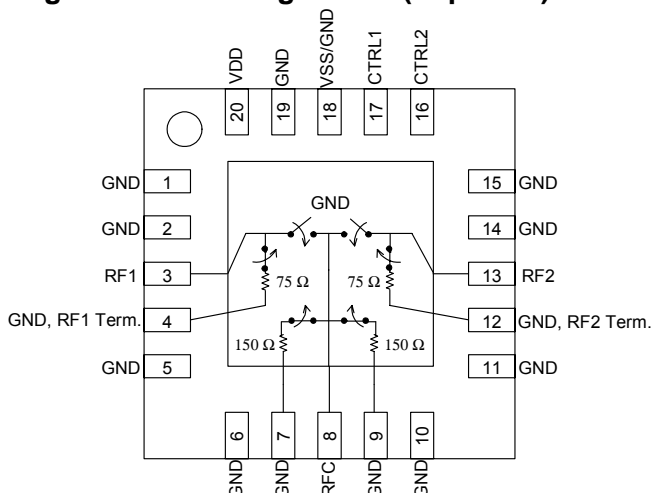 VDD
GND
VSS/GND
CTRL1
CTRL2
20
19
18
17
16
GND 1
15 GND
GND
GND 2
14 GND
RF1 3
13 RF2
75 Ω
75 Ω
GND, RF1 Term. 4
12 GND, RF2 Term.
150 Ω
150 Ω
GND 5
11 GND
6
7
8
9
10
GND
GND
RFC
GND
GND